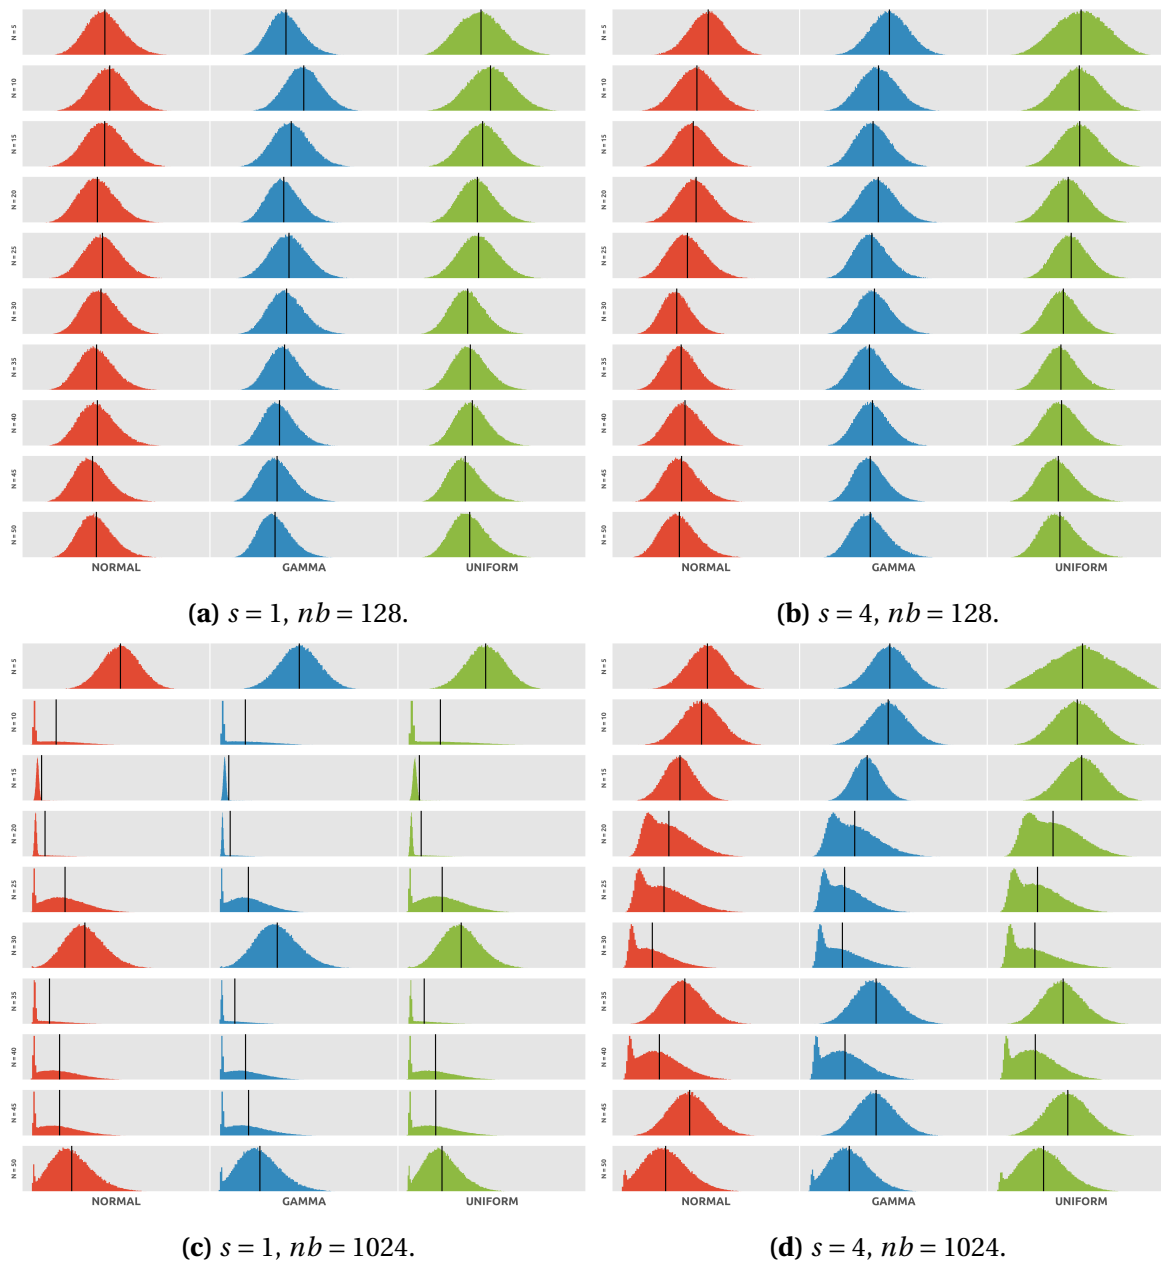 N = 5
N = 10
N = 15
N = 20
N = 25
N = 30
N = 35
N = 40
N = 45
N = 50
NORMAL GAMMA UNIFORM
(a) s = 1, nb = 128.
N = 5
N = 10
N = 15
N = 20
N = 25
N = 30
N = 35
N = 40
N = 45
N = 50
NORMAL GAMMA UNIFORM
(b) s = 4, nb = 128.
N = 5
N = 10
N = 15
N = 20
N = 25
N = 30
N = 35
N = 40
N = 45
N = 50
NORMAL GAMMA UNIFORM
(c) s = 1, nb = 1024.
N = 5
N = 10
N = 15
N = 20
N = 25
N = 30
N = 35
N = 40
N = 45
N = 50
NORMAL GAMMA UNIFORM
(d) s = 4, nb = 1024.